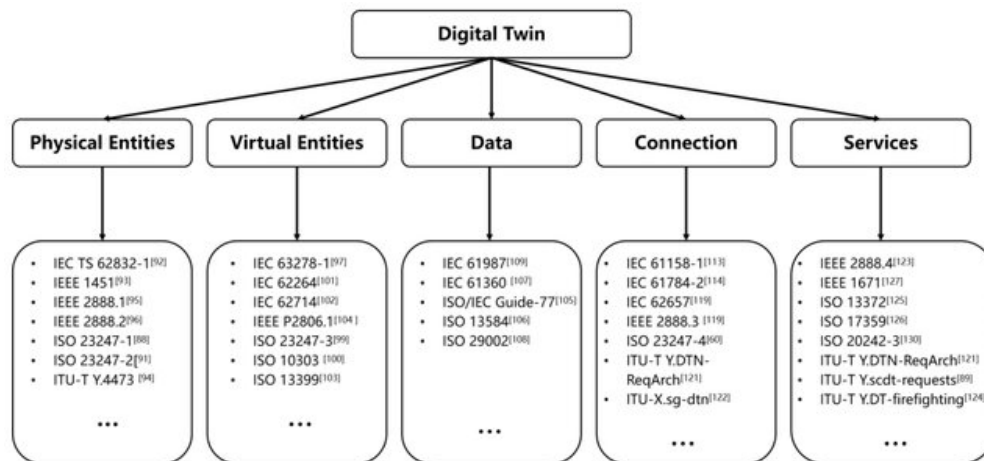 Digital Twin
Physical Entities
Virtual Entities
Data
Connection
Services
• IEC TS 62832-1[92]
• IEEE 1451[93]
• IEEE 2888.1[95]
• IEEE 2888.2[96]
• ISO 23247-1[88]
• ISO 23247-2[91]
• ITU-T Y.4473 [94]
...
• IEC 63278-1[97]
• IEC 62264[101]
• IEC 62714[102]
• IEEE P2806.1[104 ]
• ISO 23247-3[99]
• ISO 10303 [100]
• ISO 13399[103]
...
• IEC 61987[109]
• IEC 61360 [107]
• ISO/IEC Guide-77[105]
• ISO 13584[106]
• ISO 29002[108]
...
• IEC 61158-1[113]
• IEC 61784-2[114]
• IEC 62657[119]
• IEEE 2888.3 [119]
• ISO 23247-4[60]
• ITU-T Y.DTN-
ReqArch[121]
• ITU-X.sg-dtn[122]
...
• IEEE 2888.4[123]
• IEEE 1671[127]
• ISO 13372[125]
• ISO 17359[126]
• ISO 20242-3[130]
• ITU-T Y.DTN-ReqArch[121]
• ITU-T Y.scdt-requests[89]
• ITU-T Y.DT-firefighting[124]
...